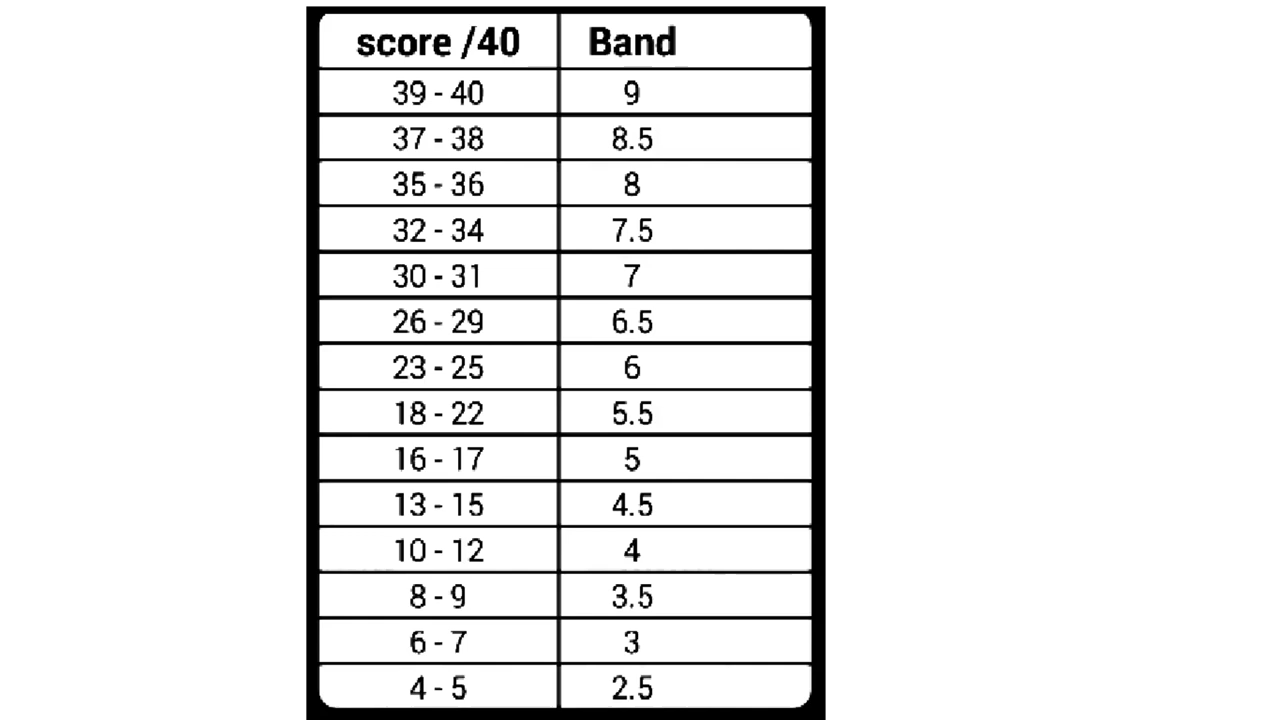 score /40 Band
39 - 40 9
37 - 38 8.5
35 - 36 8
32 - 34 7.5
30 - 31 7
26 - 29 6.5
23 - 25 6
18 - 22 5.5
16 - 17 5
13 - 15 4.5
10 - 12 4
8 - 9 3.5
6 - 7 3
4 - 5 2.5